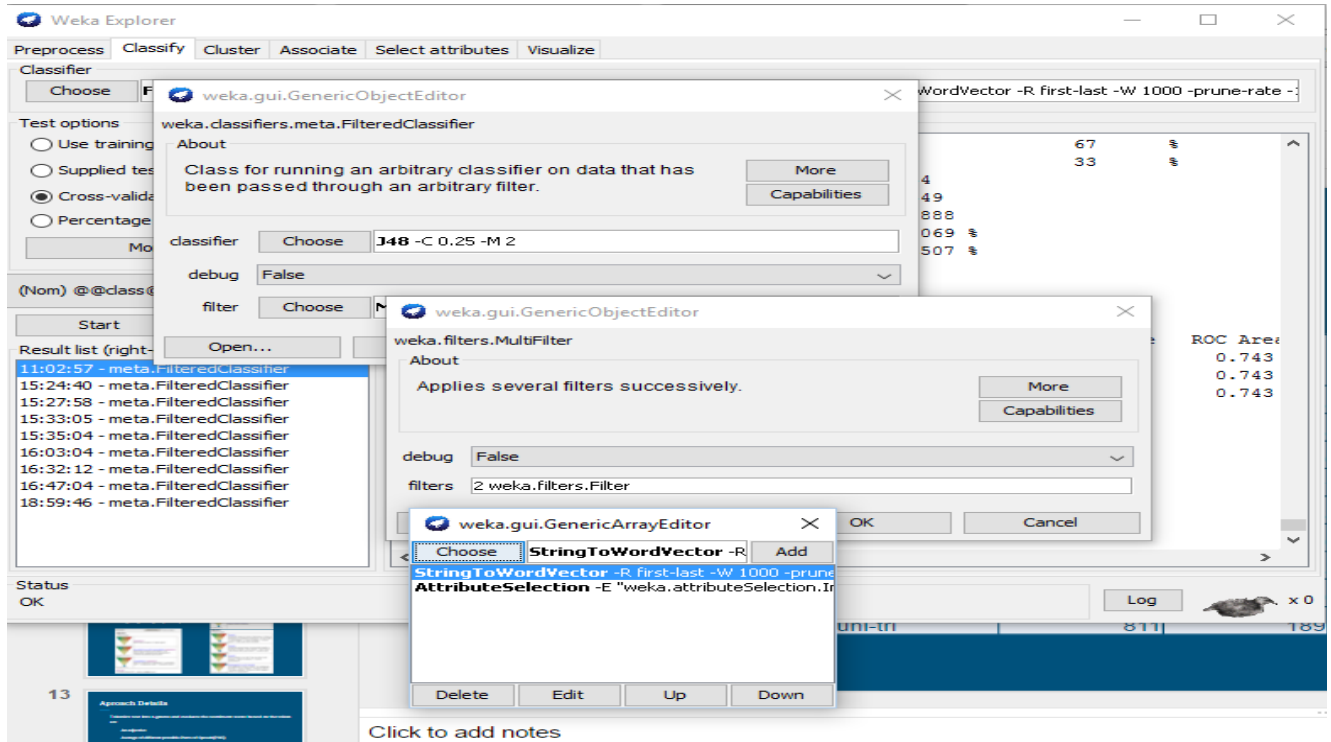 Weka Explorer
Preprocess Classify Cluster Associate Select attributes Visualize
Classifier
Choose F
WordVector -R first-last -W 1000 -prune-rate -1
Test options
Use training
Supplied tes
Cross-valida
Percentage
Mo
(Nom) @@class@
Start
Result list (right-
11:02:57 - meta.FilteredClassifier
15:24:40 - meta.FilteredClassifier
15:27:58 - meta.FilteredClassifier
15:33:05 - meta.FilteredClassifier
15:35:04 - meta.FilteredClassifier
16:03:04 - meta.FilteredClassifier
16:32:12 - meta.FilteredClassifier
16:47:04 - meta.FilteredClassifier
18:59:46 - meta.FilteredClassifier
67 %
33 %
4
49
888
069 %
507 %
ROC Area
0.743
0.743
0.743
weka.gui.GenericObjectEditor
weka.classifiers.meta.FilteredClassifier
About
Class for running an arbitrary classifier on data that has
been passed through an arbitrary filter.
More
Capabilities
classifier Choose J48 -C 0.25 -M 2
debug False
filter Choose M
Open...
weka.gui.GenericObjectEditor
weka.filters.MultiFilter
About
Applies several filters successively.
More
Capabilities
debug False
filters 2 weka.filters.Filter
OK Cancel
weka.gui.GenericArrayEditor
Choose StringToWordVector -R Add
StringToWordVector -R first-last -W 1000 -prune
AttributeSelection -E "weka.attributeSelection.In
Delete Edit Up Down
Status
OK
Log x 0
uni-tri 811 189
13
Aproach Details
Click to add notes